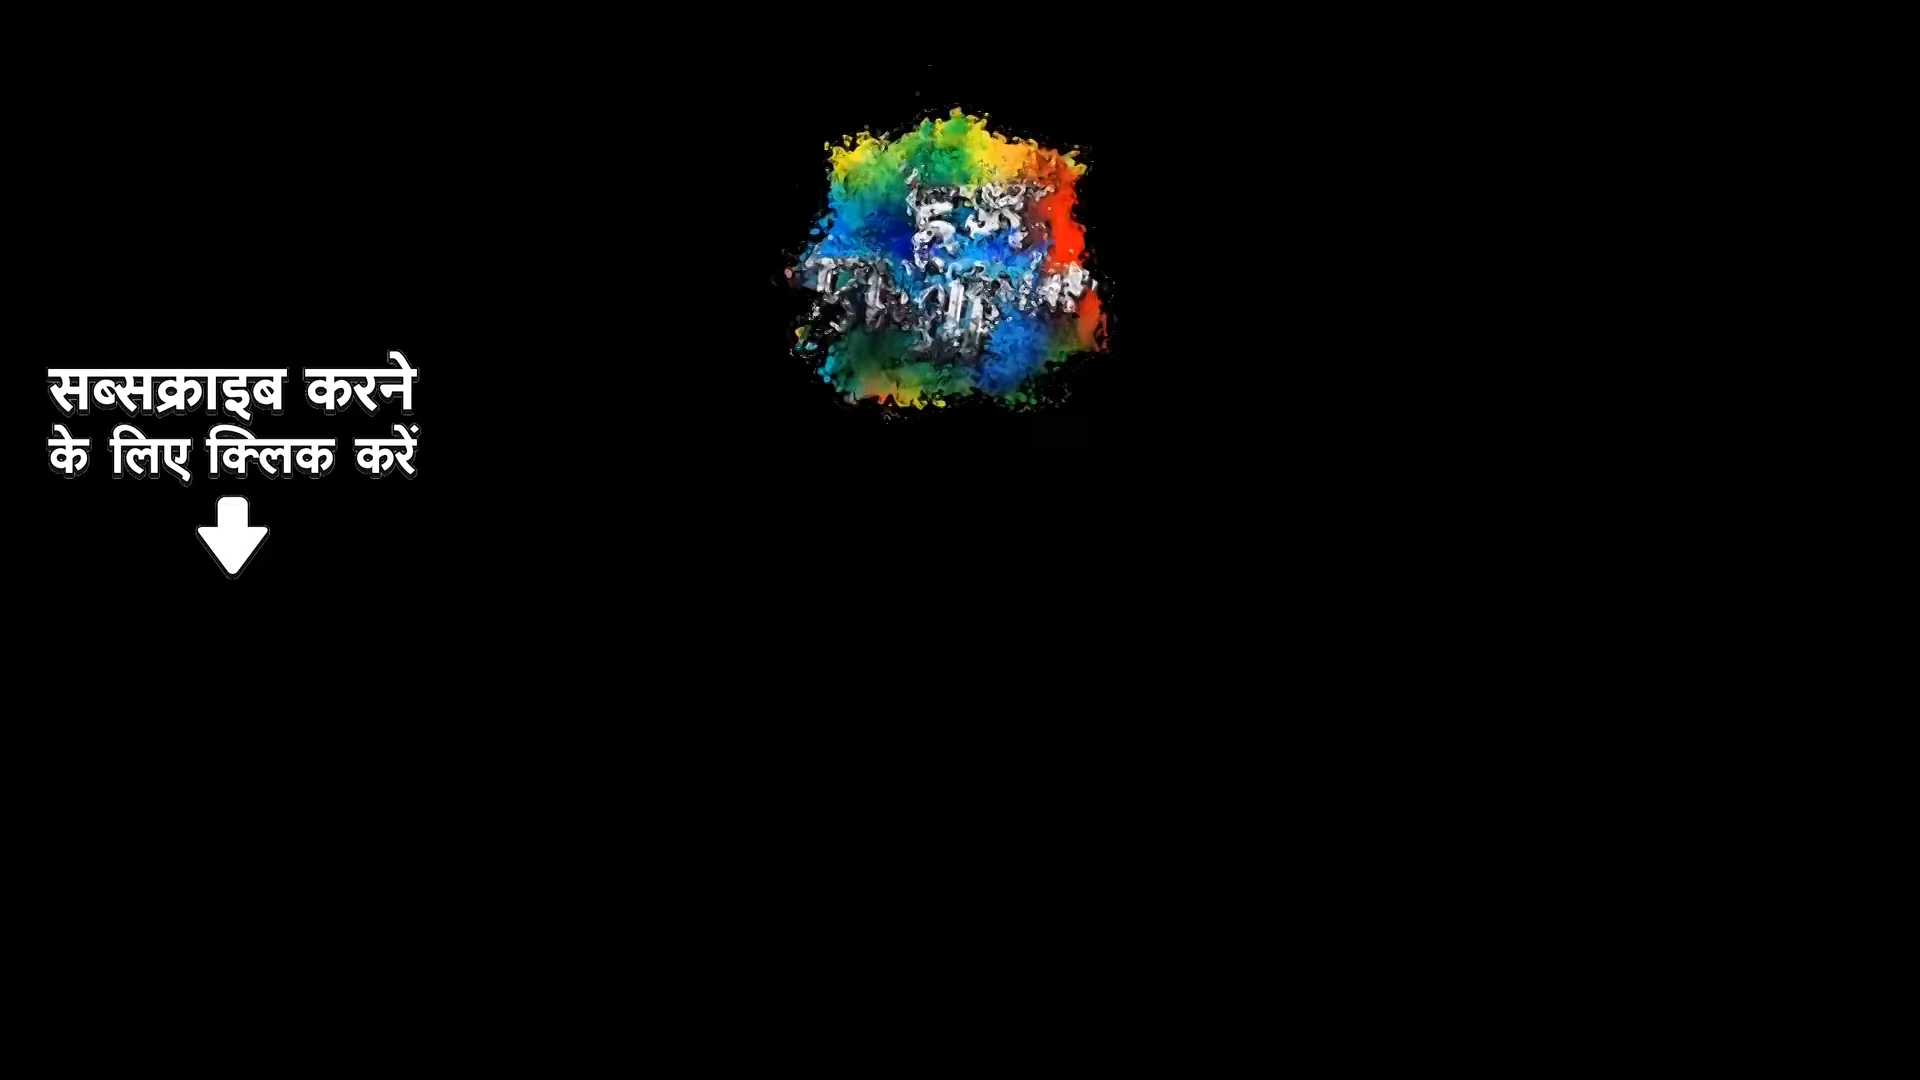 सब्सक्राइब करने
के लिए क्लिक करें